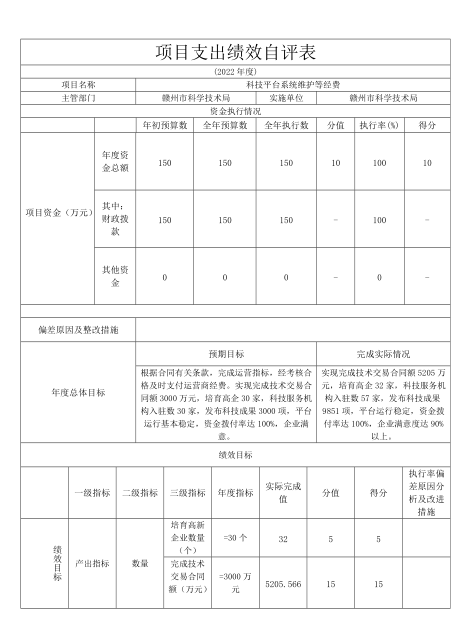 项目支出绩效自评表
(2022 年度)
项目名称 科技平台系统维护等经费
主管部门 赣州市科学技术局 实施单位 赣州市科学技术局
资金执行情况
年初预算数 全年预算数 全年执行数 分值 执行率(%) 得分
项目资金（万元）
年度资
金总额
150 150 150 10 100 10
其中:
财政拨
款
150 150 150 － 100 －
其他资
金
0 0 0 － 0 －
偏差原因及整改措施
年度总体目标
预期目标 完成实际情况
根据合同有关条款，完成运营指标，经考核合
格及时支付运营商经费。实现完成技术交易合
同额 3000 万元，培育高企 30 家，科技服务机
构入驻数 30 家，发布科技成果 3000 项，平台
运行基本稳定，资金拨付率达 100%，企业满
意。
实现完成技术交易合同额 5205 万
元，培育高企 32 家，科技服务机
构入驻数 57 家，发布科技成果
9851 项，平台运行稳定，资金拨
付率达 100%，企业满意度达 90%
以上。
绩效目标
一级指标 二级指标 三级指标 年度指标
实际完成
值
分值 得分
执行率偏
差原因分
析及改进
措施
绩
效
目
标
产出指标 数量
培育高新
企业数量
（个）
=30 个 32 5 5
完成技术
交易合同
额（万元）
=3000 万
元
5205.566 15 15